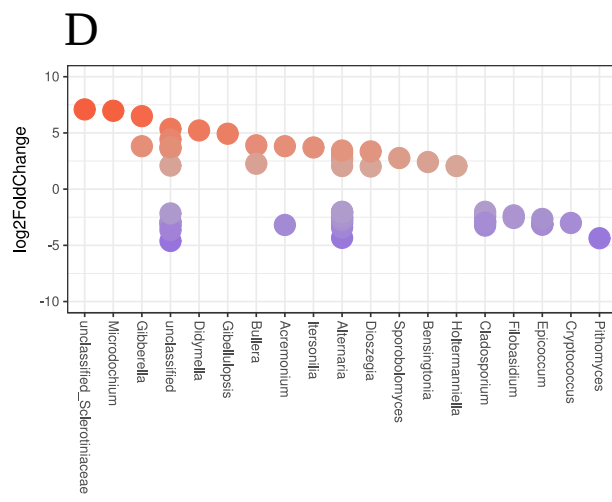 D
log2FoldChange
10
5
0
-5
-10
unclassified_Sclerotiniaceae
Microdochium
Gibberella
unclassified
Didymella
Gibellulopsis
Bullera
Acremonium
Itersonilia
Alternaria
Dioszegia
Sporobolomyces
Bensingtonia
Holtermanniella
Cladosporium
Filobasidium
Epicoccum
Cryptococcus
Pithomyces